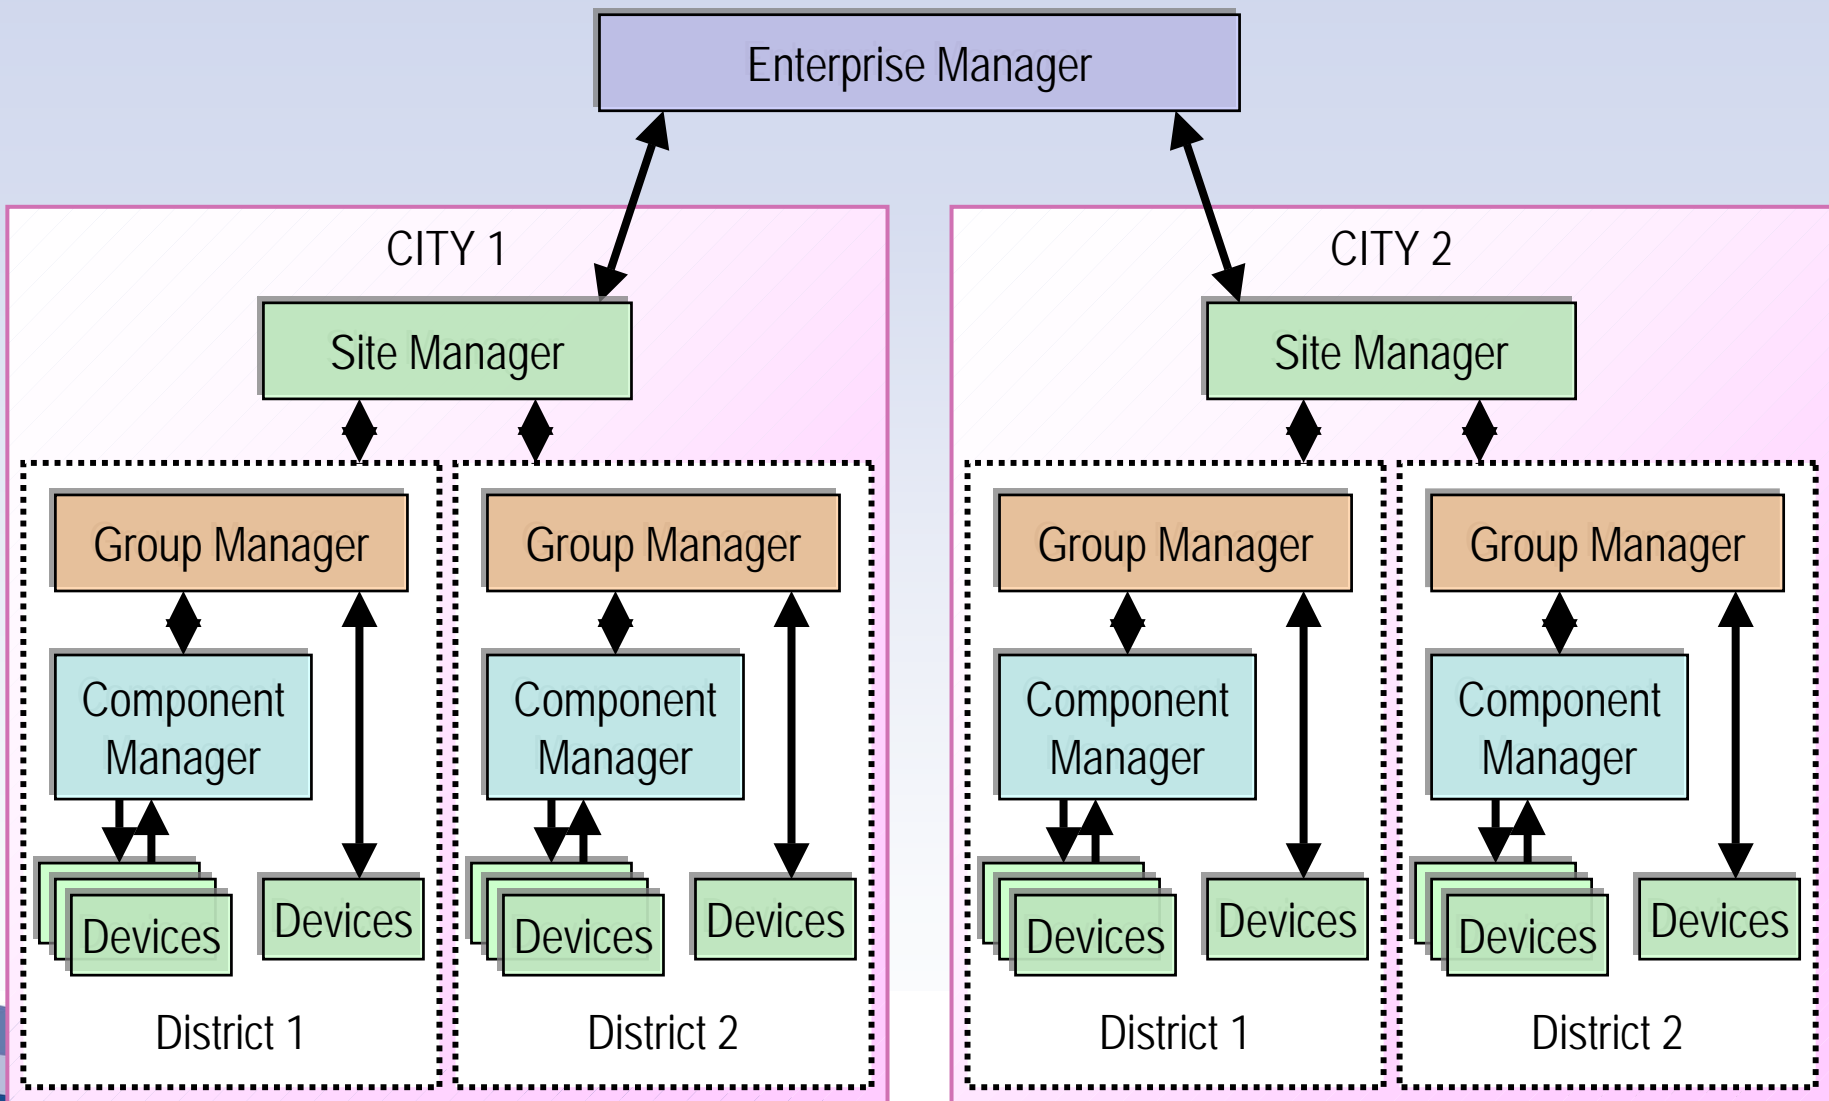 Enterprise Manager
CITY 1
Site Manager
Group Manager
Component
Manager
Devices
Devices
District 1
Group Manager
Component
Manager
Devices
Devices
District 2
CITY 2
Site Manager
Group Manager
Component
Manager
Devices
Devices
District 1
Group Manager
Component
Manager
Devices
Devices
District 2